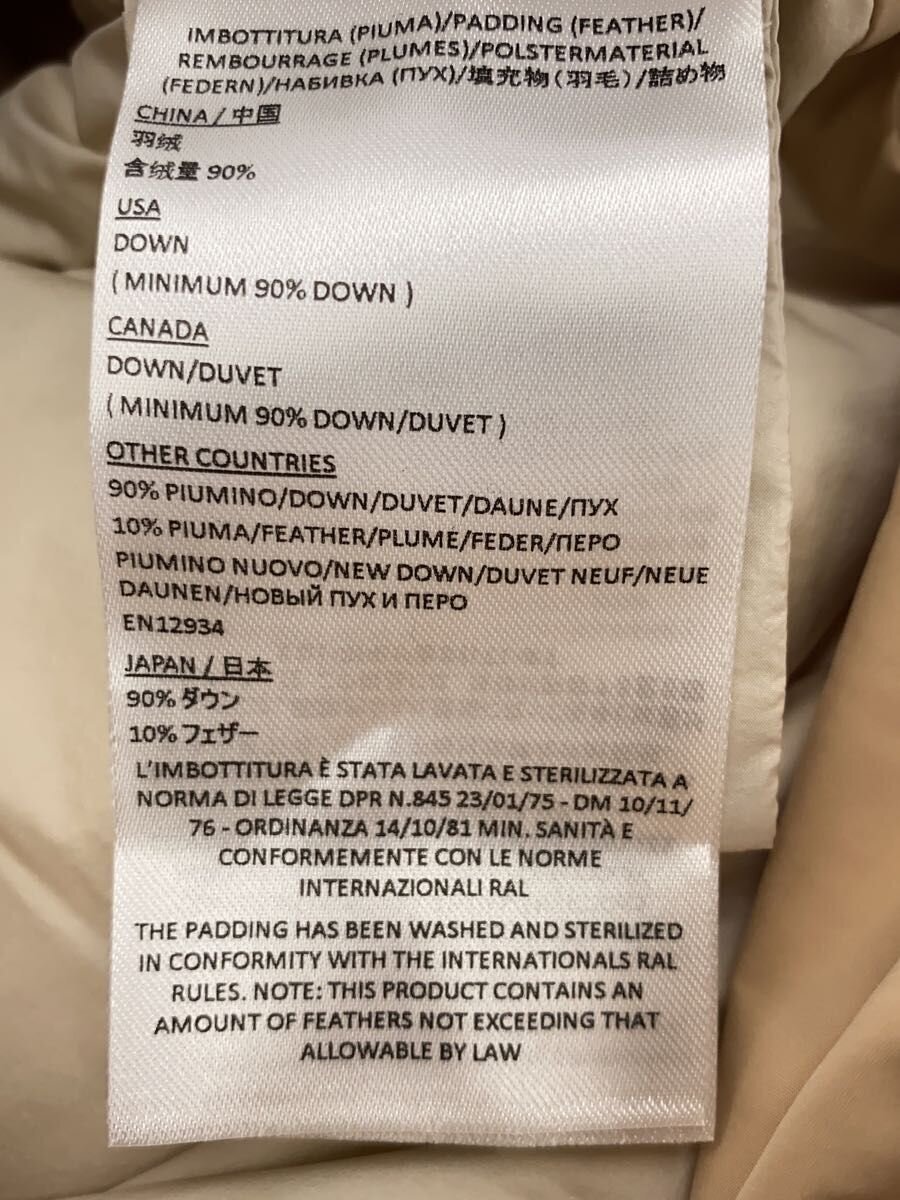 IMBOTTITURA (PIUMA)/PADDING (FEATHER)/
REMBOURRAGE (PLUMES)/POLSTERMATERIAL
(FEDERN)/НАБИВКА (ПУХ)/填充物(羽毛)/詰め物
CHINA / 中国
羽绒
含绒量 90%
USA
DOWN
( MINIMUM 90% DOWN )
CANADA
DOWN/DUVET
( MINIMUM 90% DOWN/DUVET )
OTHER COUNTRIES
90% PIUMINO/DOWN/DUVET/DAUNE/ПУХ
10% PIUMA/FEATHER/PLUME/FEDER/ПЕРО
PIUMINO NUOVO/NEW DOWN/DUVET NEUF/NEUE
DAUNEN/НОВЫЙ ПУХ И ПЕРО
EN12934
JAPAN / 日本
90% ダウン
10% フェザー
L'IMBOTTITURA È STATA LAVATA E STERILIZZATA A
NORMA DI LEGGE DPR N.845 23/01/75 - DM 10/11/
76 - ORDINANZA 14/10/81 MIN. SANITÀ E
CONFORMEMENTE CON LE NORME
INTERNAZIONALI RAL
THE PADDING HAS BEEN WASHED AND STERILIZED
IN CONFORMITY WITH THE INTERNATIONALS RAL
RULES. NOTE: THIS PRODUCT CONTAINS AN
AMOUNT OF FEATHERS NOT EXCEEDING THAT
ALLOWABLE BY LAW